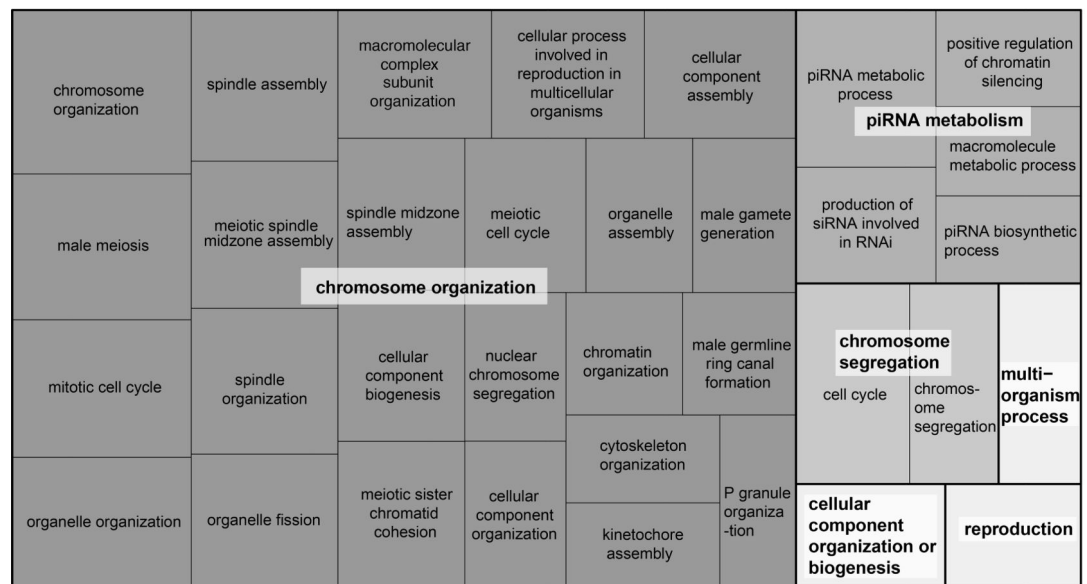 chromosome
organization
spindle assembly
macromolecular
complex
subunit
organization
cellular process
involved in
reproduction in
multicellular
organisms
cellular
component
assembly
male meiosis
meiotic spindle
midzone assembly
spindle midzone
assembly
meiotic
cell cycle
organelle
assembly
male gamete
generation
chromosome organization
mitotic cell cycle
spindle
organization
cellular
component
biogenesis
nuclear
chromosome
segregation
chromatin
organization
male germline
ring canal
formation
organelle organization
organelle fission
meiotic sister
chromatid
cohesion
cellular
component
organization
cytoskeleton
organization
kinetochore
assembly
P granule
organiza
-tion
piRNA metabolic
process
positive regulation
of chromatin
silencing
piRNA metabolism
macromolecule
metabolic process
production of
siRNA involved
in RNAi
piRNA biosynthetic
process
chromosome
segregation
cell cycle
chromos-
ome
segregation
multi−
organism
process
cellular
component
organization or
biogenesis
reproduction